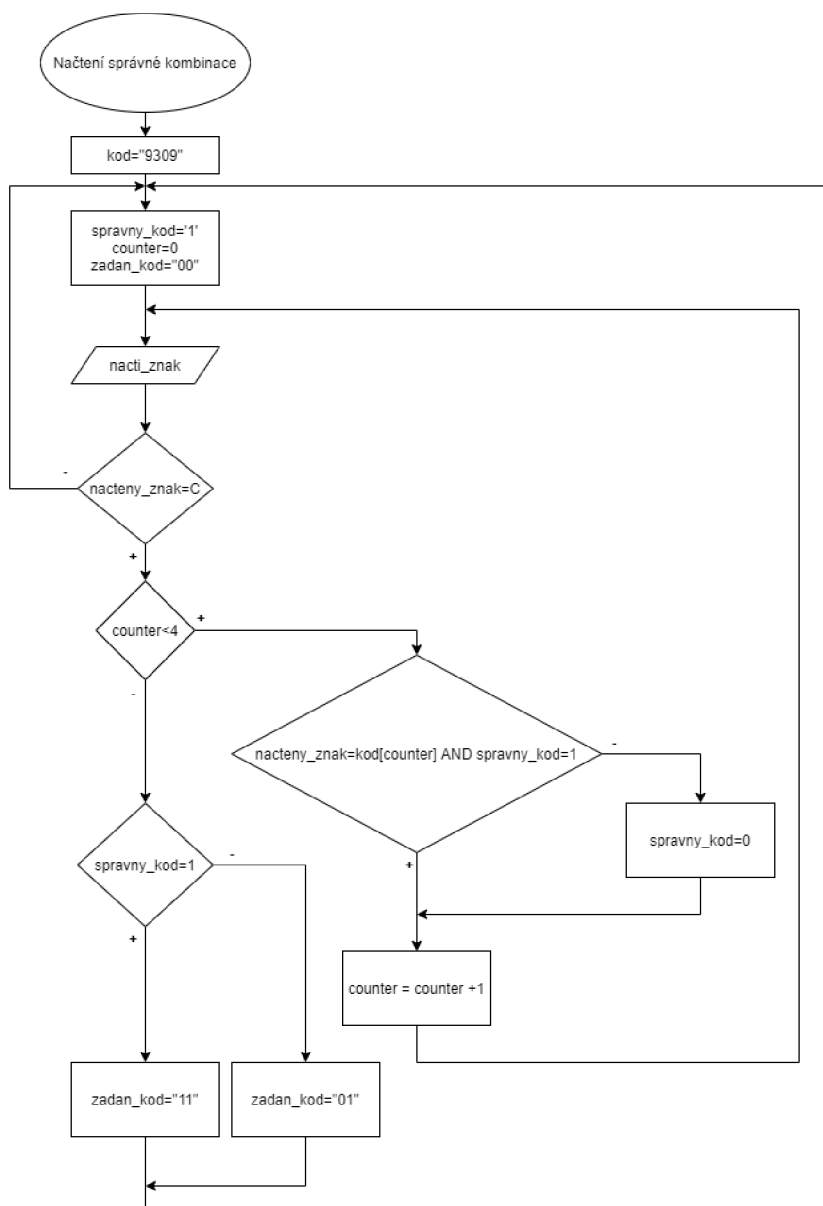 Načtení správné kombinace
kod="9309"
spravny_kod='1'
counter=0
zadan_kod="00"
nacti_znak
-
nacteny_znak=C
+
counter<4
+
-
nacteny_znak=kod[counter] AND spravny_kod=1
-
spravny_kod=0
spravny_kod=1
-
+
+
counter = counter +1
zadan_kod="11"
zadan_kod="01"